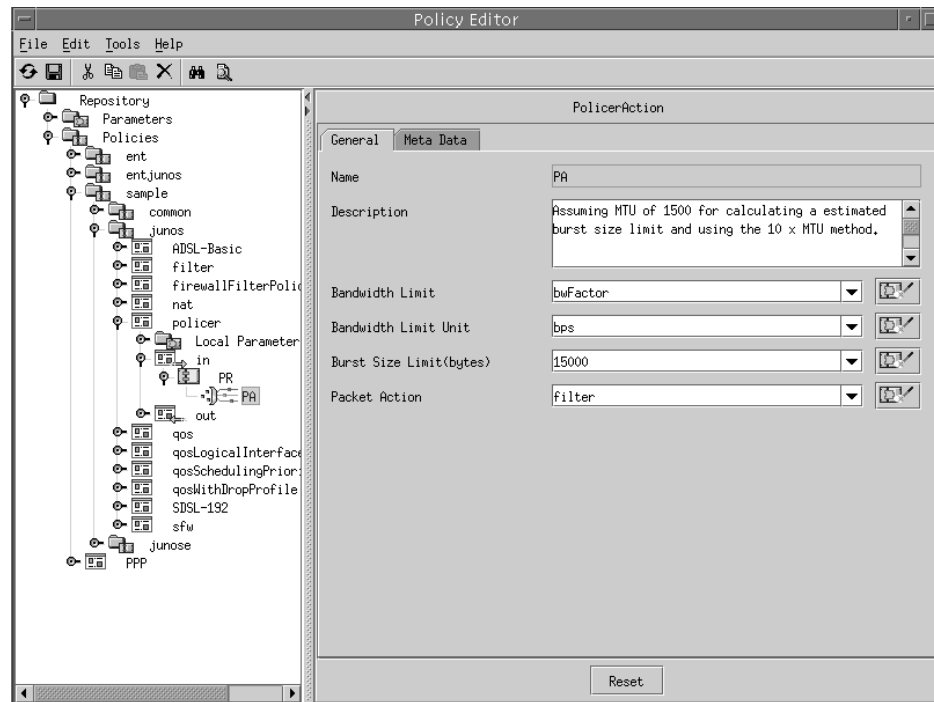 Policy Editor
File Edit Tools Help
Repository
Parameters
Policies
ent
entjunos
sample
common
junos
ADSL-Basic
filter
firewallFilterPolic
nat
policer
Local Parameter
in
PR
PA
out
qos
qosLogicalInterface
qosSchedulingPrior
qosWithDropProfile
SDSL-192
sfw
junose
PPP
PolicerAction
General Meta Data
Name PA
Description Assuming MTU of 1500 for calculating a estimated
burst size limit and using the 10 x MTU method.
Bandwidth Limit bwFactor
Bandwidth Limit Unit bps
Burst Size Limit(bytes) 15000
Packet Action filter
Reset